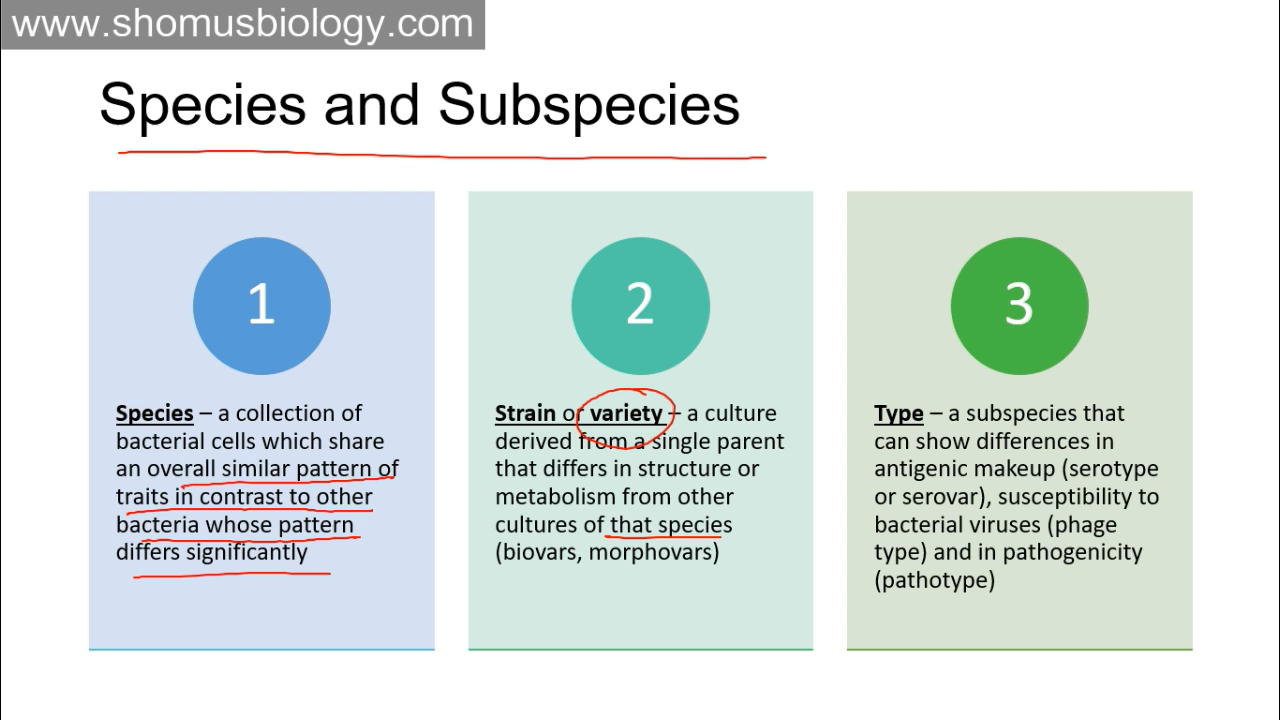 www.shomusbiology.com
Species and Subspecies
1
Species – a collection of
bacterial cells which share
an overall similar pattern of
traits in contrast to other
bacteria whose pattern
differs significantly
2
Strain or variety – a culture
derived from a single parent
that differs in structure or
metabolism from other
cultures of that species
(biovars, morphovars)
3
Type – a subspecies that
can show differences in
antigenic makeup (serotype
or serovar), susceptibility to
bacterial viruses (phage
type) and in pathogenicity
(pathotype)